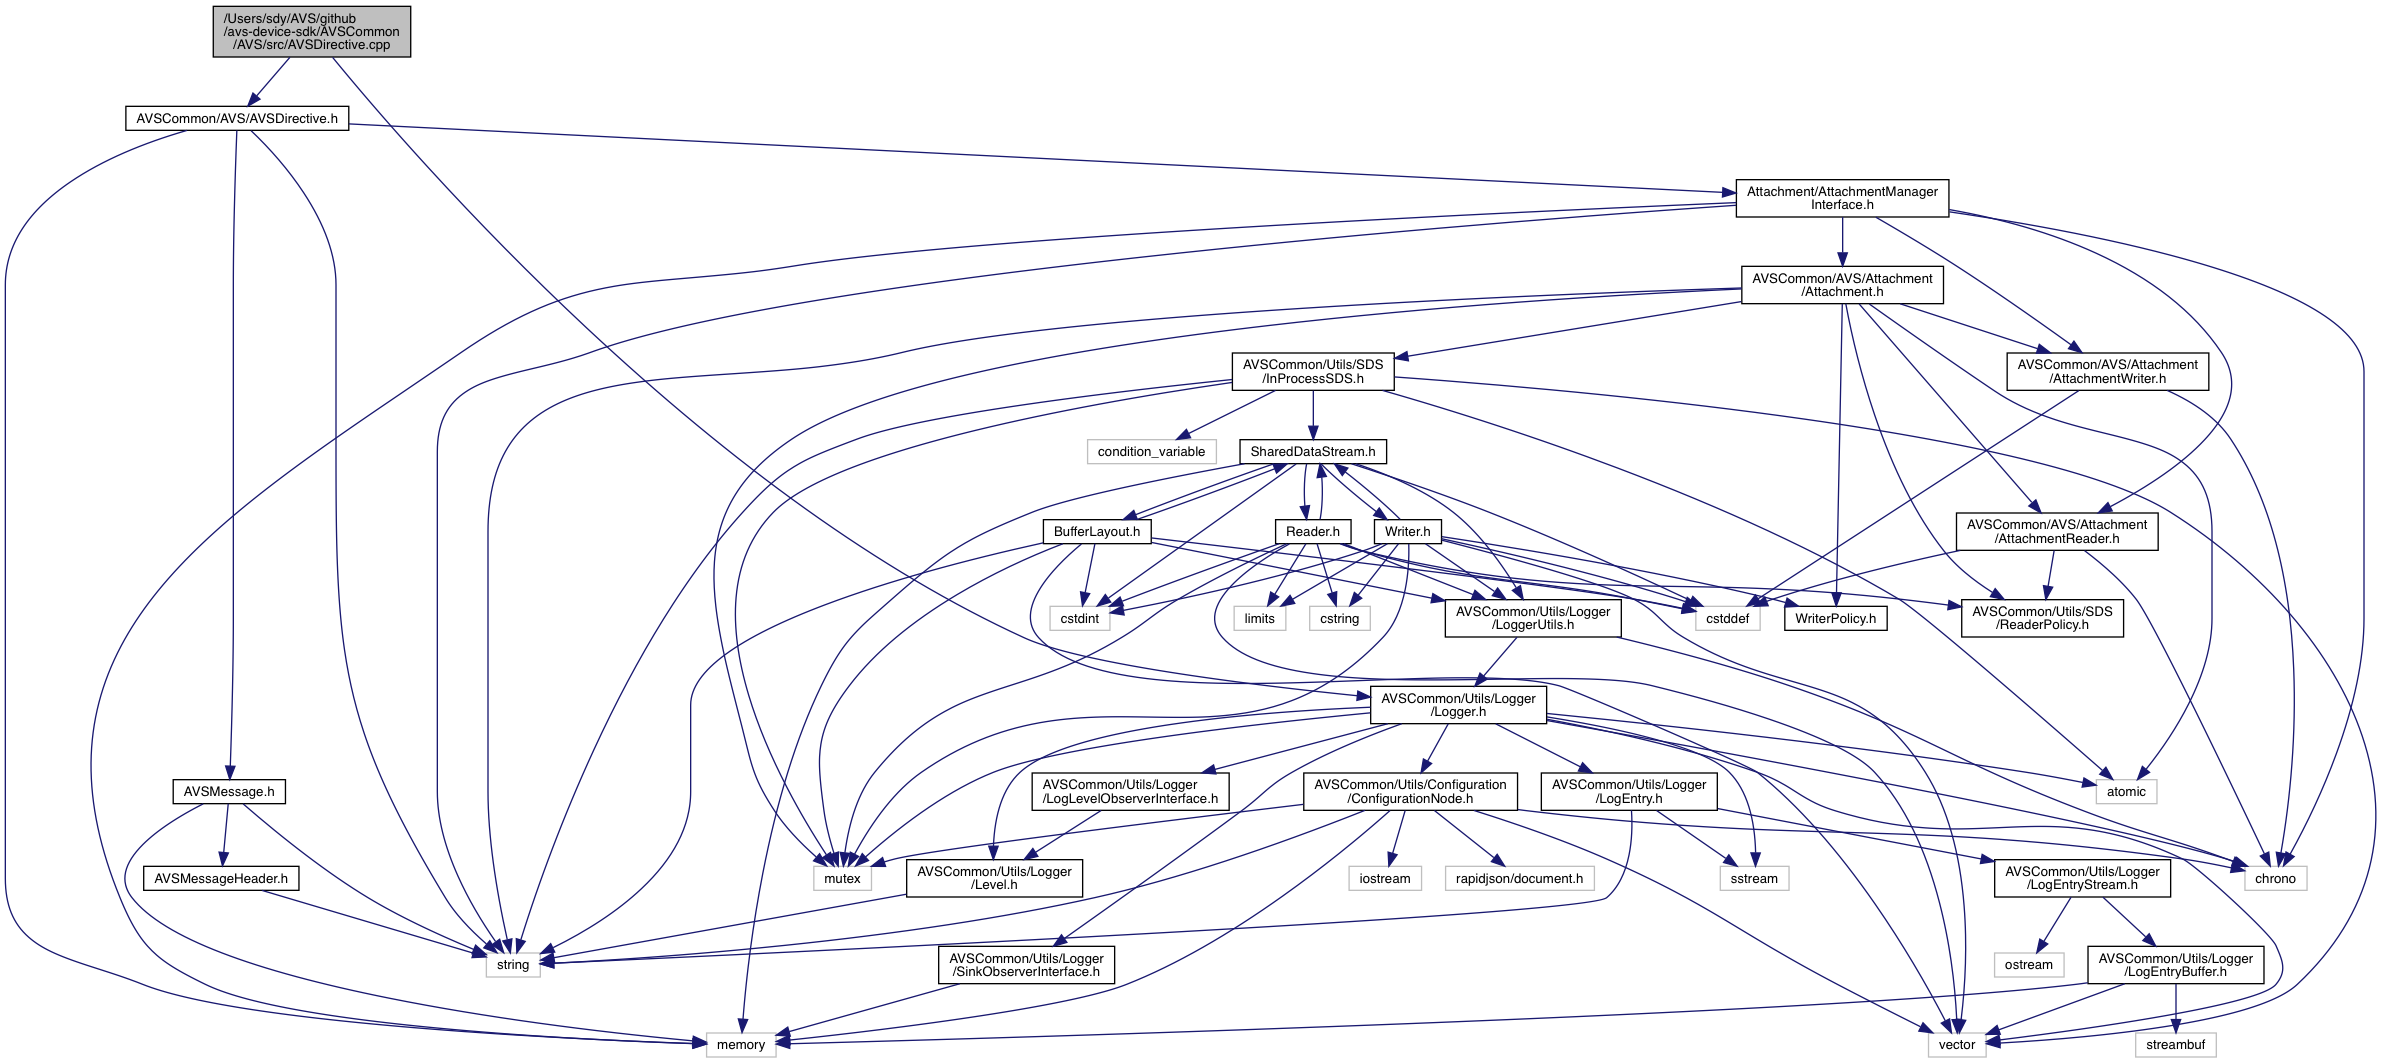 /Users/sdy/AVS/github
/avs-device-sdk/AVSCommon
/AVS/src/AVSDirective.cpp
AVSCommon/AVS/AVSDirective.h
Attachment/AttachmentManager
Interface.h
AVSCommon/AVS/Attachment
/Attachment.h
AVSCommon/Utils/SDS
/InProcessSDS.h
AVSCommon/AVS/Attachment
/AttachmentWriter.h
condition_variable
SharedDataStream.h
BufferLayout.h
Reader.h
Writer.h
AVSCommon/AVS/Attachment
/AttachmentReader.h
cstdint
limits
cstring
AVSCommon/Utils/Logger
/LoggerUtils.h
cstddef
WriterPolicy.h
AVSCommon/Utils/SDS
/ReaderPolicy.h
AVSCommon/Utils/Logger
/Logger.h
AVSMessage.h
AVSCommon/Utils/Logger
/LogLevelObserverInterface.h
AVSCommon/Utils/Configuration
/ConfigurationNode.h
AVSCommon/Utils/Logger
/LogEntry.h
atomic
AVSMessageHeader.h
mutex
AVSCommon/Utils/Logger
/Level.h
iostream
rapidjson/document.h
sstream
AVSCommon/Utils/Logger
/LogEntryStream.h
chrono
string
AVSCommon/Utils/Logger
/SinkObserverInterface.h
ostream
AVSCommon/Utils/Logger
/LogEntryBuffer.h
memory
vector
streambuf